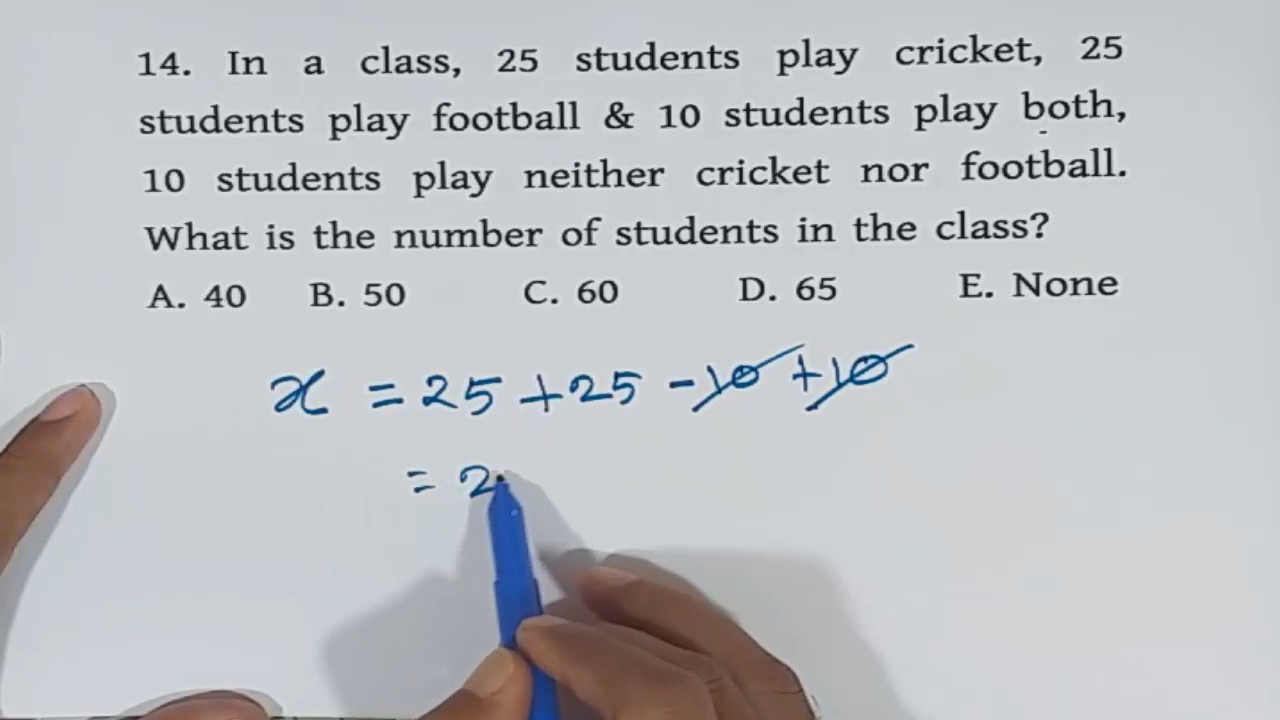 14. In a class, 25 students play cricket, 25
students play football & 10 students play both,
10 students play neither cricket nor football.
What is the number of students in the class?
A. 40 B. 50 C. 60 D. 65 E. None
x = 25 + 25 - 10 + 10
= 2